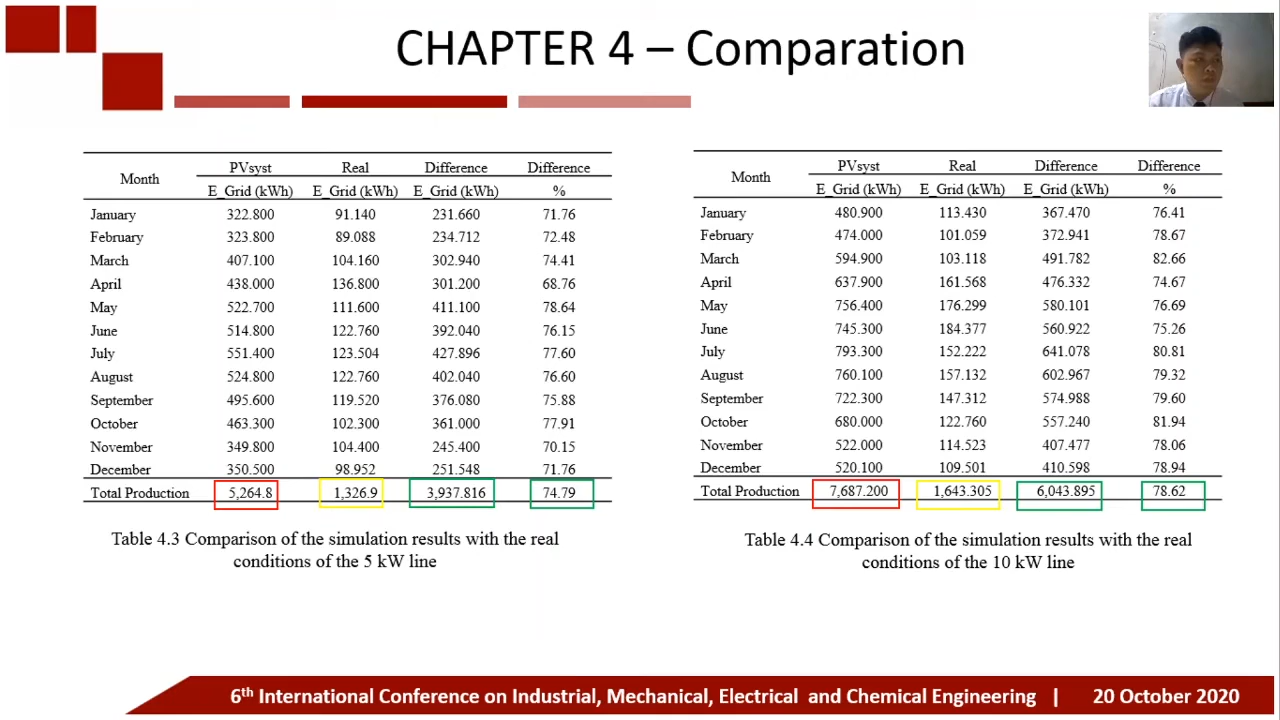 CHAPTER 4 – Comparation
Month PVsyst Real Difference Difference
E_Grid (kWh) E_Grid (kWh) E_Grid (kWh) %
January 322.800 91.140 231.660 71.76
February 323.800 89.088 234.712 72.48
March 407.100 104.160 302.940 74.41
April 438.000 136.800 301.200 68.76
May 522.700 111.600 411.100 78.64
June 514.800 122.760 392.040 76.15
July 551.400 123.504 427.896 77.60
August 524.800 122.760 402.040 76.60
September 495.600 119.520 376.080 75.88
October 463.300 102.300 361.000 77.91
November 349.800 104.400 245.400 70.15
December 350.500 98.952 251.548 71.76
Total Production 5,264.8 1,326.9 3,937.816 74.79
Table 4.3 Comparison of the simulation results with the real
conditions of the 5 kW line
Month PVsyst Real Difference Difference
E_Grid (kWh) E_Grid (kWh) E_Grid (kWh) %
January 480.900 113.430 367.470 76.41
February 474.000 101.059 372.941 78.67
March 594.900 103.118 491.782 82.66
April 637.900 161.568 476.332 74.67
May 756.400 176.299 580.101 76.69
June 745.300 184.377 560.922 75.26
July 793.300 152.222 641.078 80.81
August 760.100 157.132 602.967 79.32
September 722.300 147.312 574.988 79.60
October 680.000 122.760 557.240 81.94
November 522.000 114.523 407.477 78.06
December 520.100 109.501 410.598 78.94
Total Production 7,687.200 1,643.305 6,043.895 78.62
Table 4.4 Comparison of the simulation results with the real
conditions of the 10 kW line
6th International Conference on Industrial, Mechanical, Electrical and Chemical Engineering | 20 October 2020